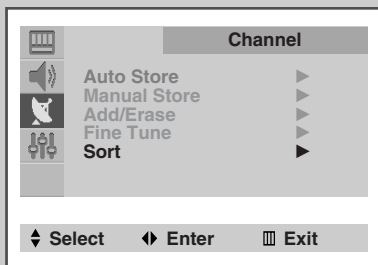 Channel
Auto Store
Manual Store
Add/Erase
Fine Tune
Sort
Select Enter Exit